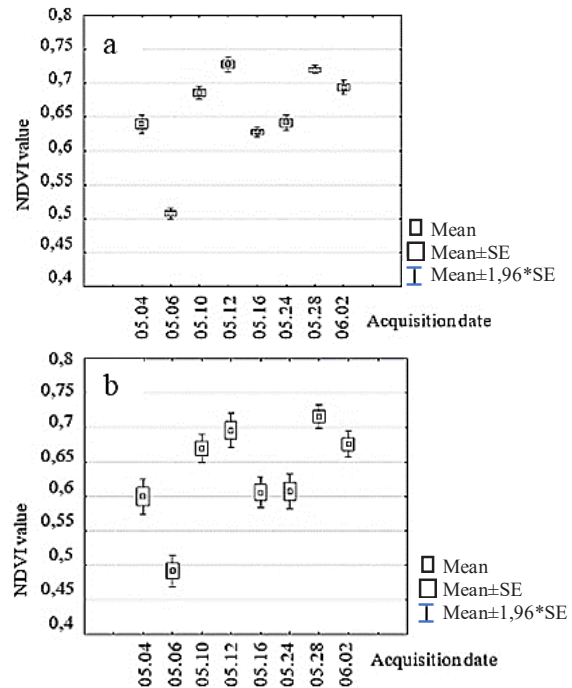 0,8
a
0,7
0,65
0,6
0,55
0,5
0,45
0,4
NDVI value
05.04
05.06
05.10
05.12
05.16
05.24
05.28
06.02
Acquisition date
Mean
Mean±SE
Mean±1,96*SE
0,8
b
0,7
0,65
0,6
0,55
0,5
0,45
0,4
NDVI value
05.04
05.06
05.10
05.12
05.16
05.24
05.28
06.02
Acquisition date
Mean
Mean±SE
Mean±1,96*SE